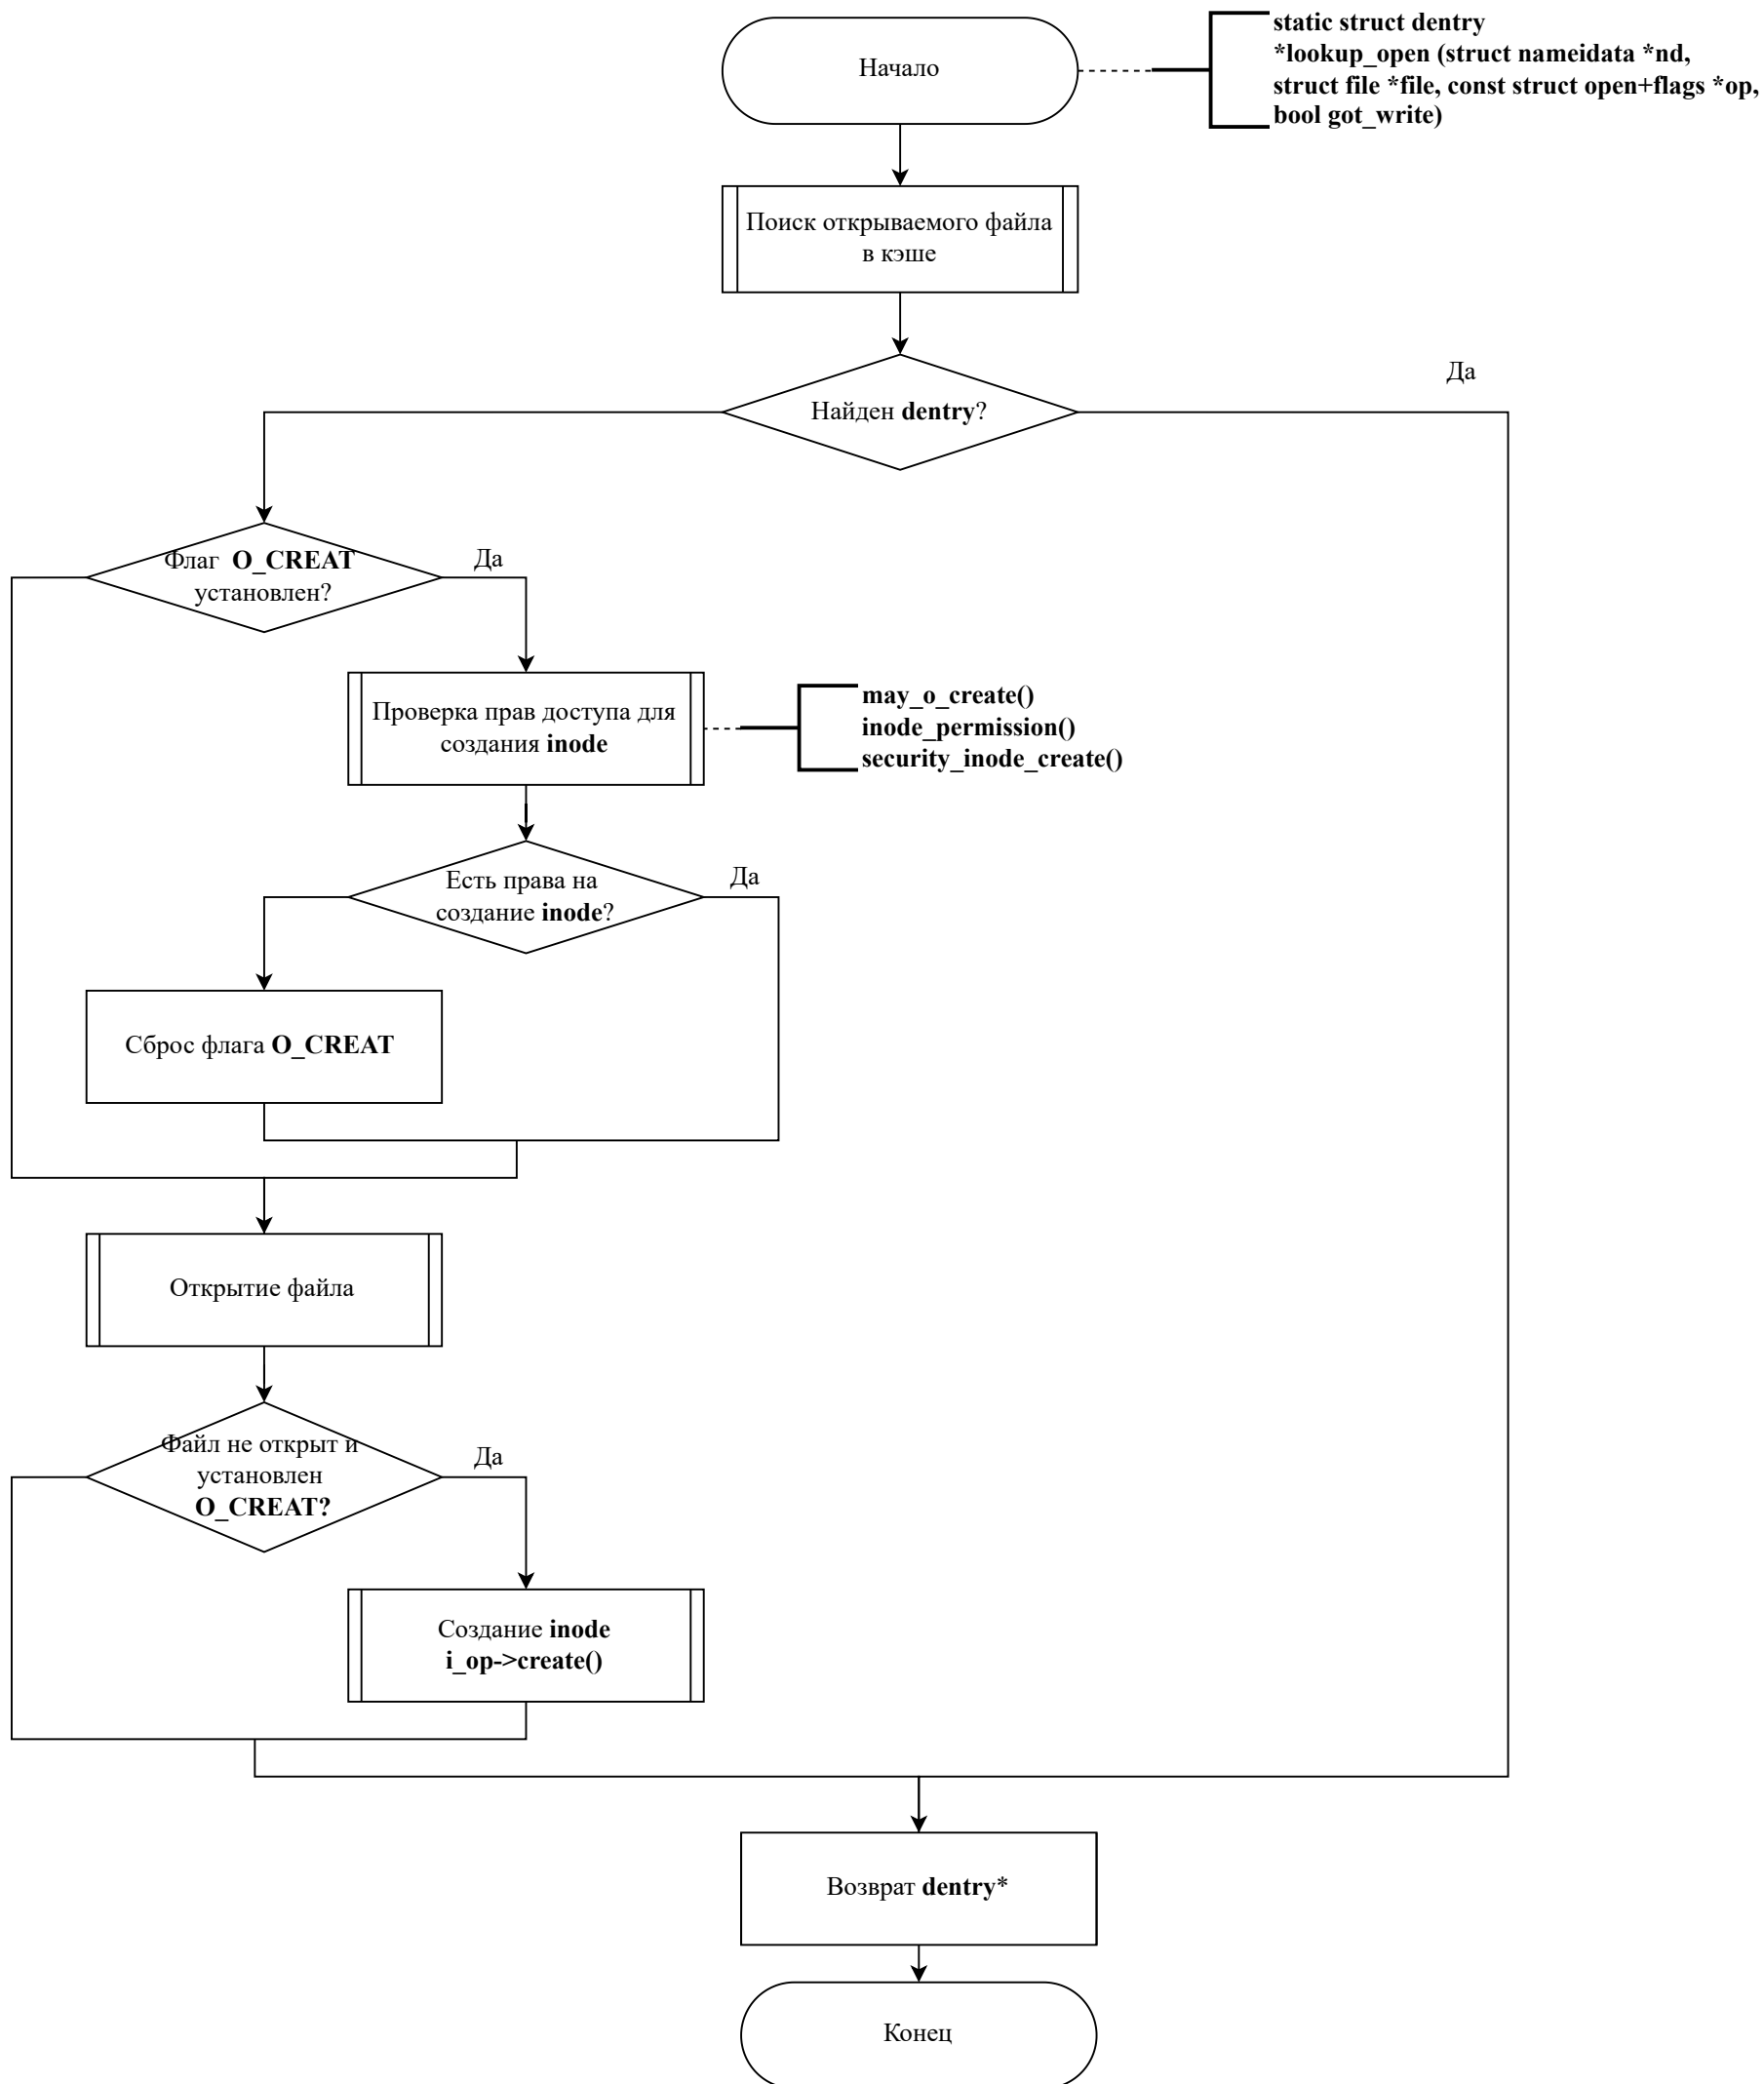 Начало
static struct dentry
*lookup_open (struct nameidata *nd,
struct file *file, const struct open+flags *op,
bool got_write)
Поиск открываемого файла
в кэше
Найден dentry?
Да
Флаг O_CREAT
установлен?
Да
Проверка прав доступа для
создания inode
may_o_create()
inode_permission()
security_inode_create()
Есть права на
создание inode?
Да
Сброс флага O_CREAT
Открытие файла
Файл не открыт и
установлен
O_CREAT?
Да
Создание inode
i_op->create()
Возврат dentry*
Конец